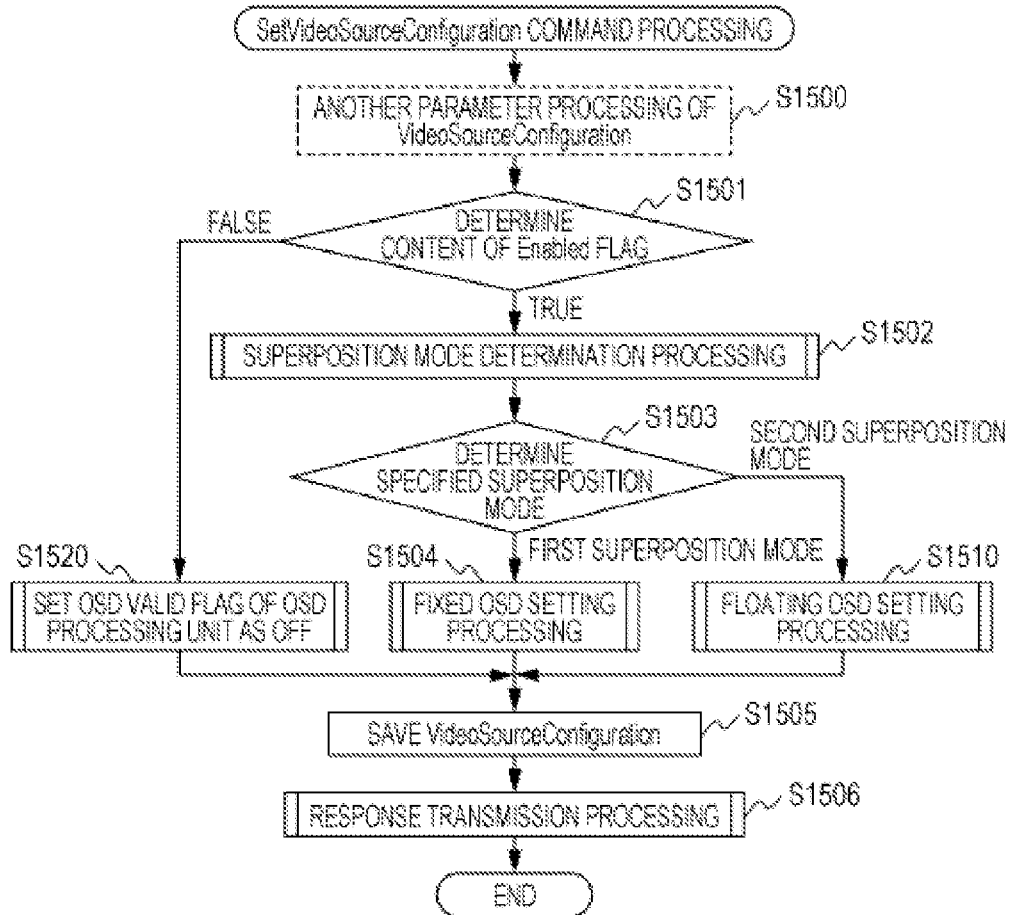 SetVideoSourceConfiguration COMMAND PROCESSING
S1500
ANOTHER PARAMETER PROCESSING OF
VideoSourceConfiguration
S1501
FALSE
DETERMINE
CONTENT OF Enabled FLAG
TRUE
S1502
SUPERPOSITION MODE DETERMINATION PROCESSING
S1503
SECOND SUPERPOSITION
MODE
DETERMINE
SPECIFIED SUPERPOSITION
MODE
S1520
S1504
FIRST SUPERPOSITION MODE
S1510
SET OSD VALID FLAG OF OSD
PROCESSING UNIT AS OFF
FIXED OSD SETTING
PROCESSING
FLOATING OSD SETTING
PROCESSING
S1505
SAVE VideoSourceConfiguration
S1506
RESPONSE TRANSMISSION PROCESSING
END